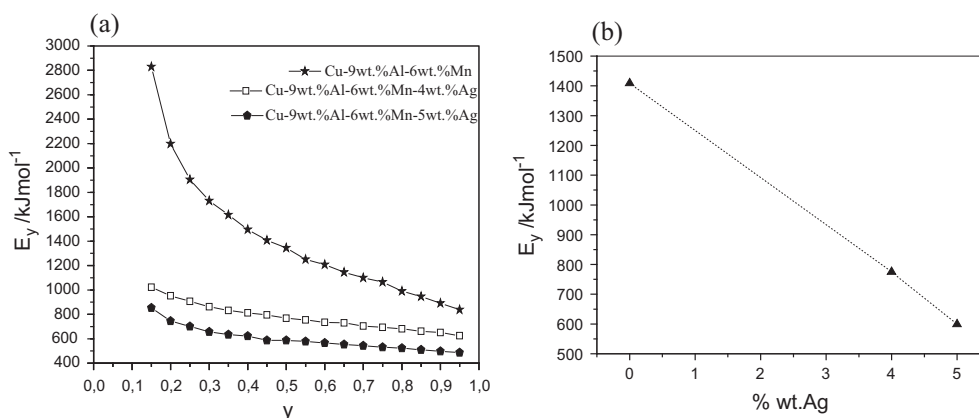 (a)
3000
2800
2600
2400
2200
2000
1800
1600
1400
1200
1000
800
600
400
E_y /kJmol⁻¹
Cu-9wt.%Al-6wt.%Mn
Cu-9wt.%Al-6wt.%Mn-4wt.%Ag
Cu-9wt.%Al-6wt.%Mn-5wt.%Ag
0,0 0,1 0,2 0,3 0,4 0,5 0,6 0,7 0,8 0,9 1,0
y
(b)
1500
1400
1300
1200
1100
1000
900
800
700
600
500
E_y /kJmol⁻¹
0 1 2 3 4 5
% wt.Ag